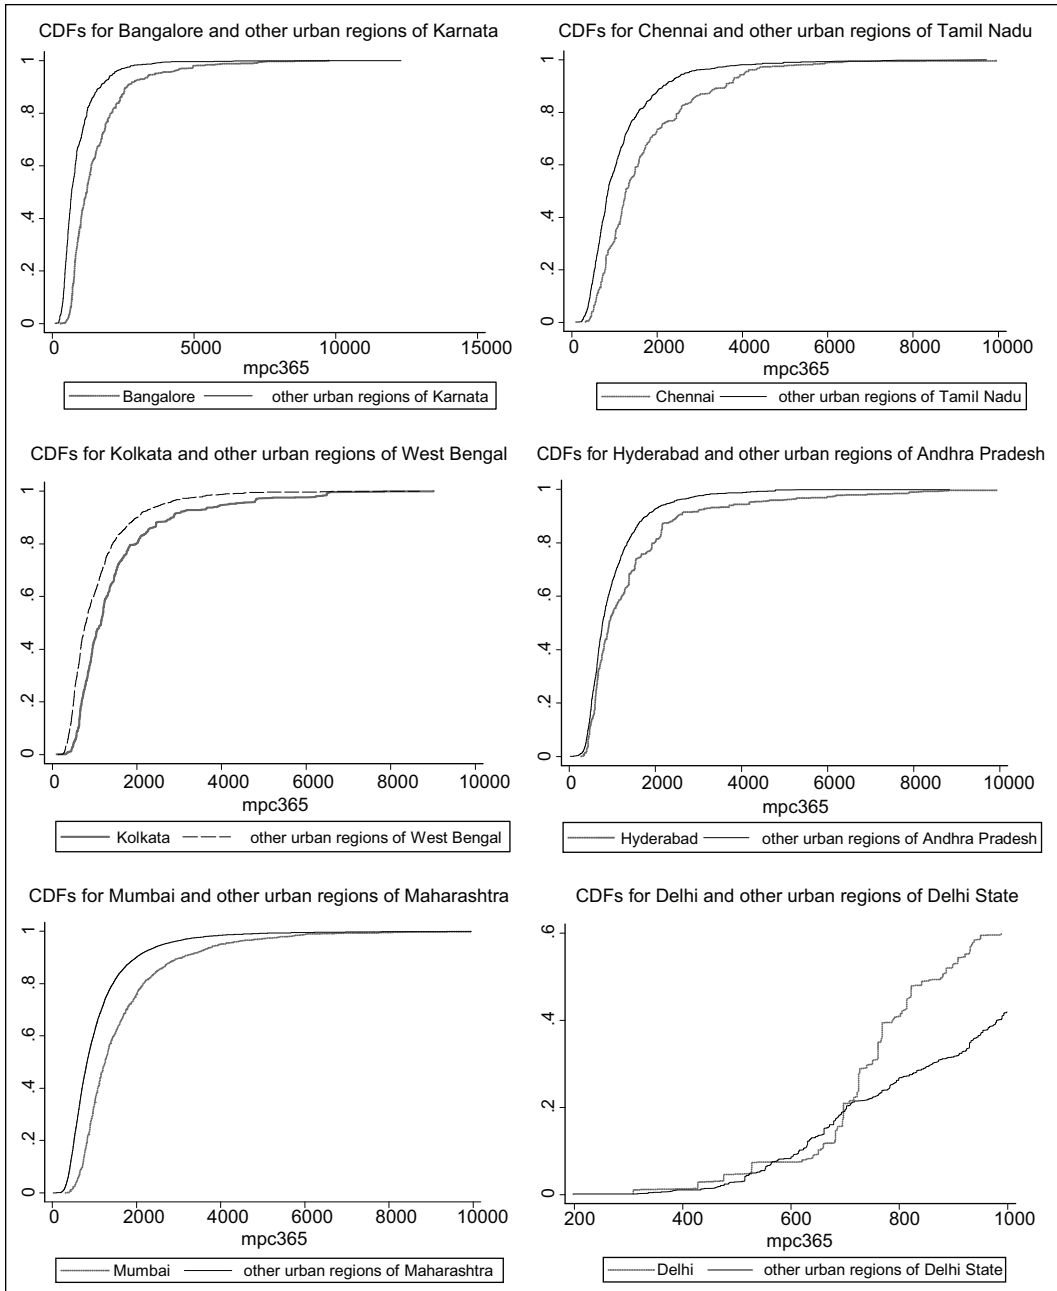 CDFs for Bangalore and other urban regions of Karnata
1
.8
.6
.4
.2
0
0 5000 10000 15000
mpc365
Bangalore other urban regions of Karnata
CDFs for Chennai and other urban regions of Tamil Nadu
1
.8
.6
.4
.2
0
0 2000 4000 6000 8000 10000
mpc365
Chennai other urban regions of Tamil Nadu
CDFs for Kolkata and other urban regions of West Bengal
1
.8
.6
.4
.2
0
0 2000 4000 6000 8000 10000
mpc365
Kolkata other urban regions of West Bengal
CDFs for Hyderabad and other urban regions of Andhra Pradesh
1
.8
.6
.4
.2
0
0 2000 4000 6000 8000 10000
mpc365
Hyderabad other urban regions of Andhra Pradesh
CDFs for Mumbai and other urban regions of Maharashtra
1
.8
.6
.4
.2
0
0 2000 4000 6000 8000 10000
mpc365
Mumbai other urban regions of Maharashtra
CDFs for Delhi and other urban regions of Delhi State
.6
.4
.2
0
200 400 600 800 1000
mpc365
Delhi other urban regions of Delhi State